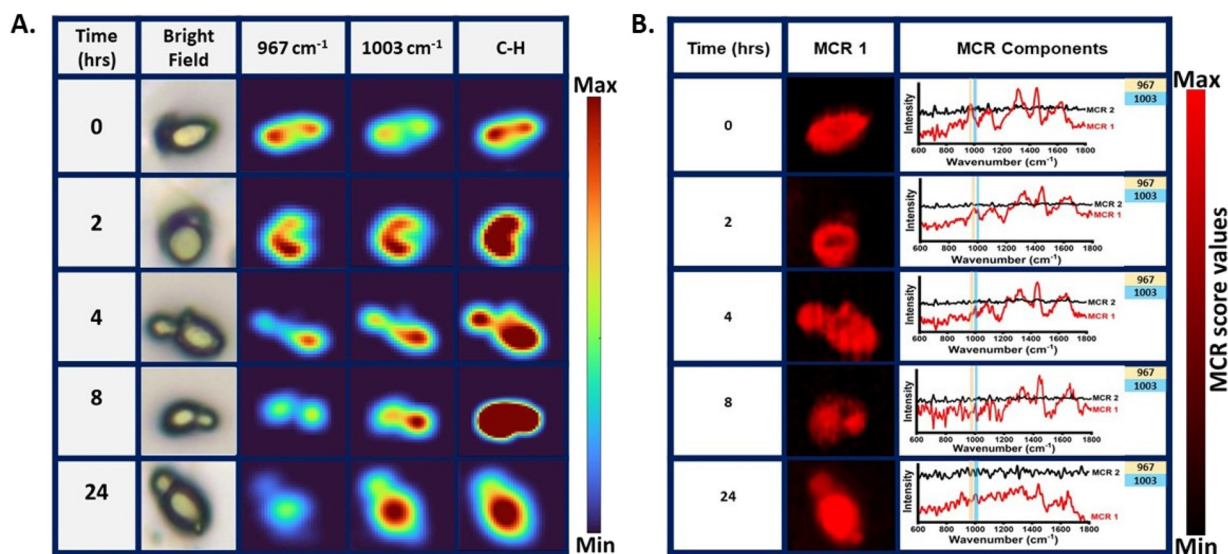 A.
Time (hrs) Bright Field 967 cm⁻¹ 1003 cm⁻¹ C-H
0
2
4
8
24
Max
Min
B.
Time (hrs) MCR 1 MCR Components
0
Intensity
MCR 2
MCR 1
967
1003
600 800 1000 1200 1400 1600 1800
Wavenumber (cm⁻¹)
2
Intensity
MCR 2
MCR 1
967
1003
600 800 1000 1200 1400 1600 1800
Wavenumber (cm⁻¹)
4
Intensity
MCR 2
MCR 1
967
1003
600 800 1000 1200 1400 1600 1800
Wavenumber (cm⁻¹)
8
Intensity
MCR 2
MCR 1
967
1003
600 800 1000 1200 1400 1600 1800
Wavenumber (cm⁻¹)
24
Intensity
MCR 2
MCR 1
967
1003
600 800 1000 1200 1400 1600 1800
Wavenumber (cm⁻¹)
Max
MCR score values
Min